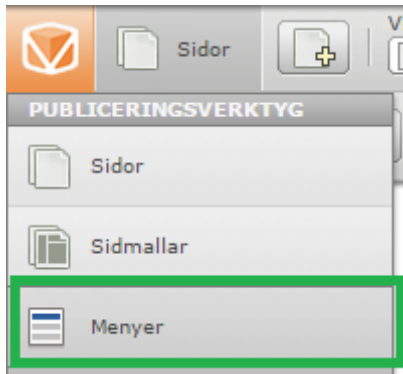 Sidor
V
PUBLICERINGSVERKTYG
Sidor
Sidmallar
Menyer